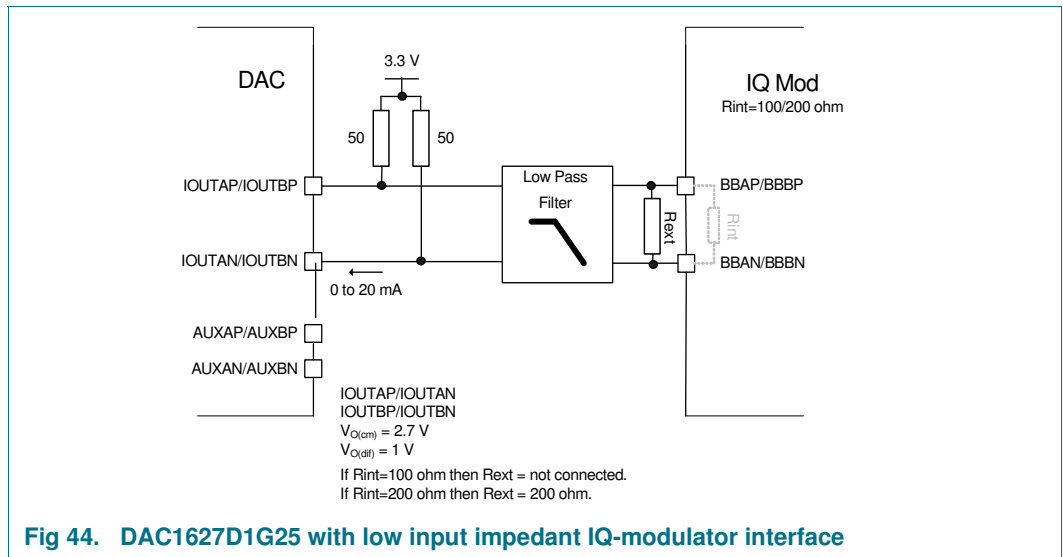 3.3 V
DAC
IQ Mod
Rint=100/200 ohm
50
50
IOUTAP/IOUTBP
Low Pass
Filter
BBAP/BBBP
Rext
Rint
IOUTAN/IOUTBN
BBAN/BBBN
0 to 20 mA
AUXAP/AUXBP
AUXAN/AUXBN
IOUTAP/IOUTAN
IOUTBP/IOUTBN
VO(cm) = 2.7 V
VO(dif) = 1 V
If Rint=100 ohm then Rext = not connected.
If Rint=200 ohm then Rext = 200 ohm.
Fig 44. DAC1627D1G25 with low input impedant IQ-modulator interface